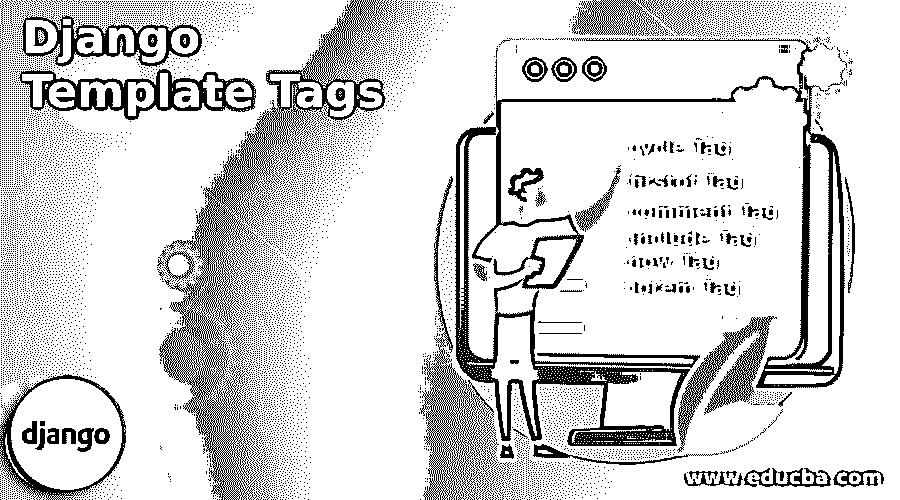 Django
Template Tags
cycle Tag
firstof Tag
comment Tag
include Tag
now Tag
lorem Tag
django
www.educba.com